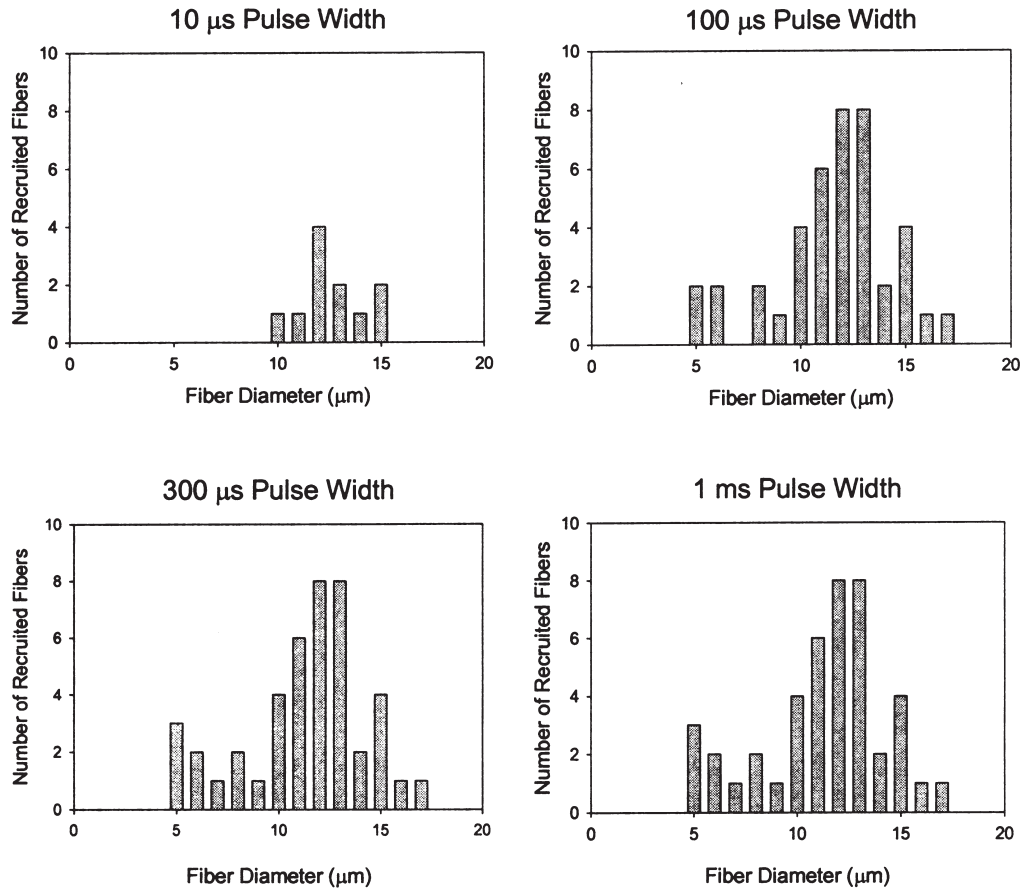 10 μs Pulse Width
Number of Recruited Fibers
10
8
6
4
2
0
0 5 10 15 20
Fiber Diameter (μm)
100 μs Pulse Width
Number of Recruited Fibers
10
8
6
4
2
0
0 5 10 15 20
Fiber Diameter (μm)
300 μs Pulse Width
Number of Recruited Fibers
10
8
6
4
2
0
0 5 10 15 20
Fiber Diameter (μm)
1 ms Pulse Width
Number of Recruited Fibers
10
8
6
4
2
0
0 5 10 15 20
Fiber Diameter (μm)